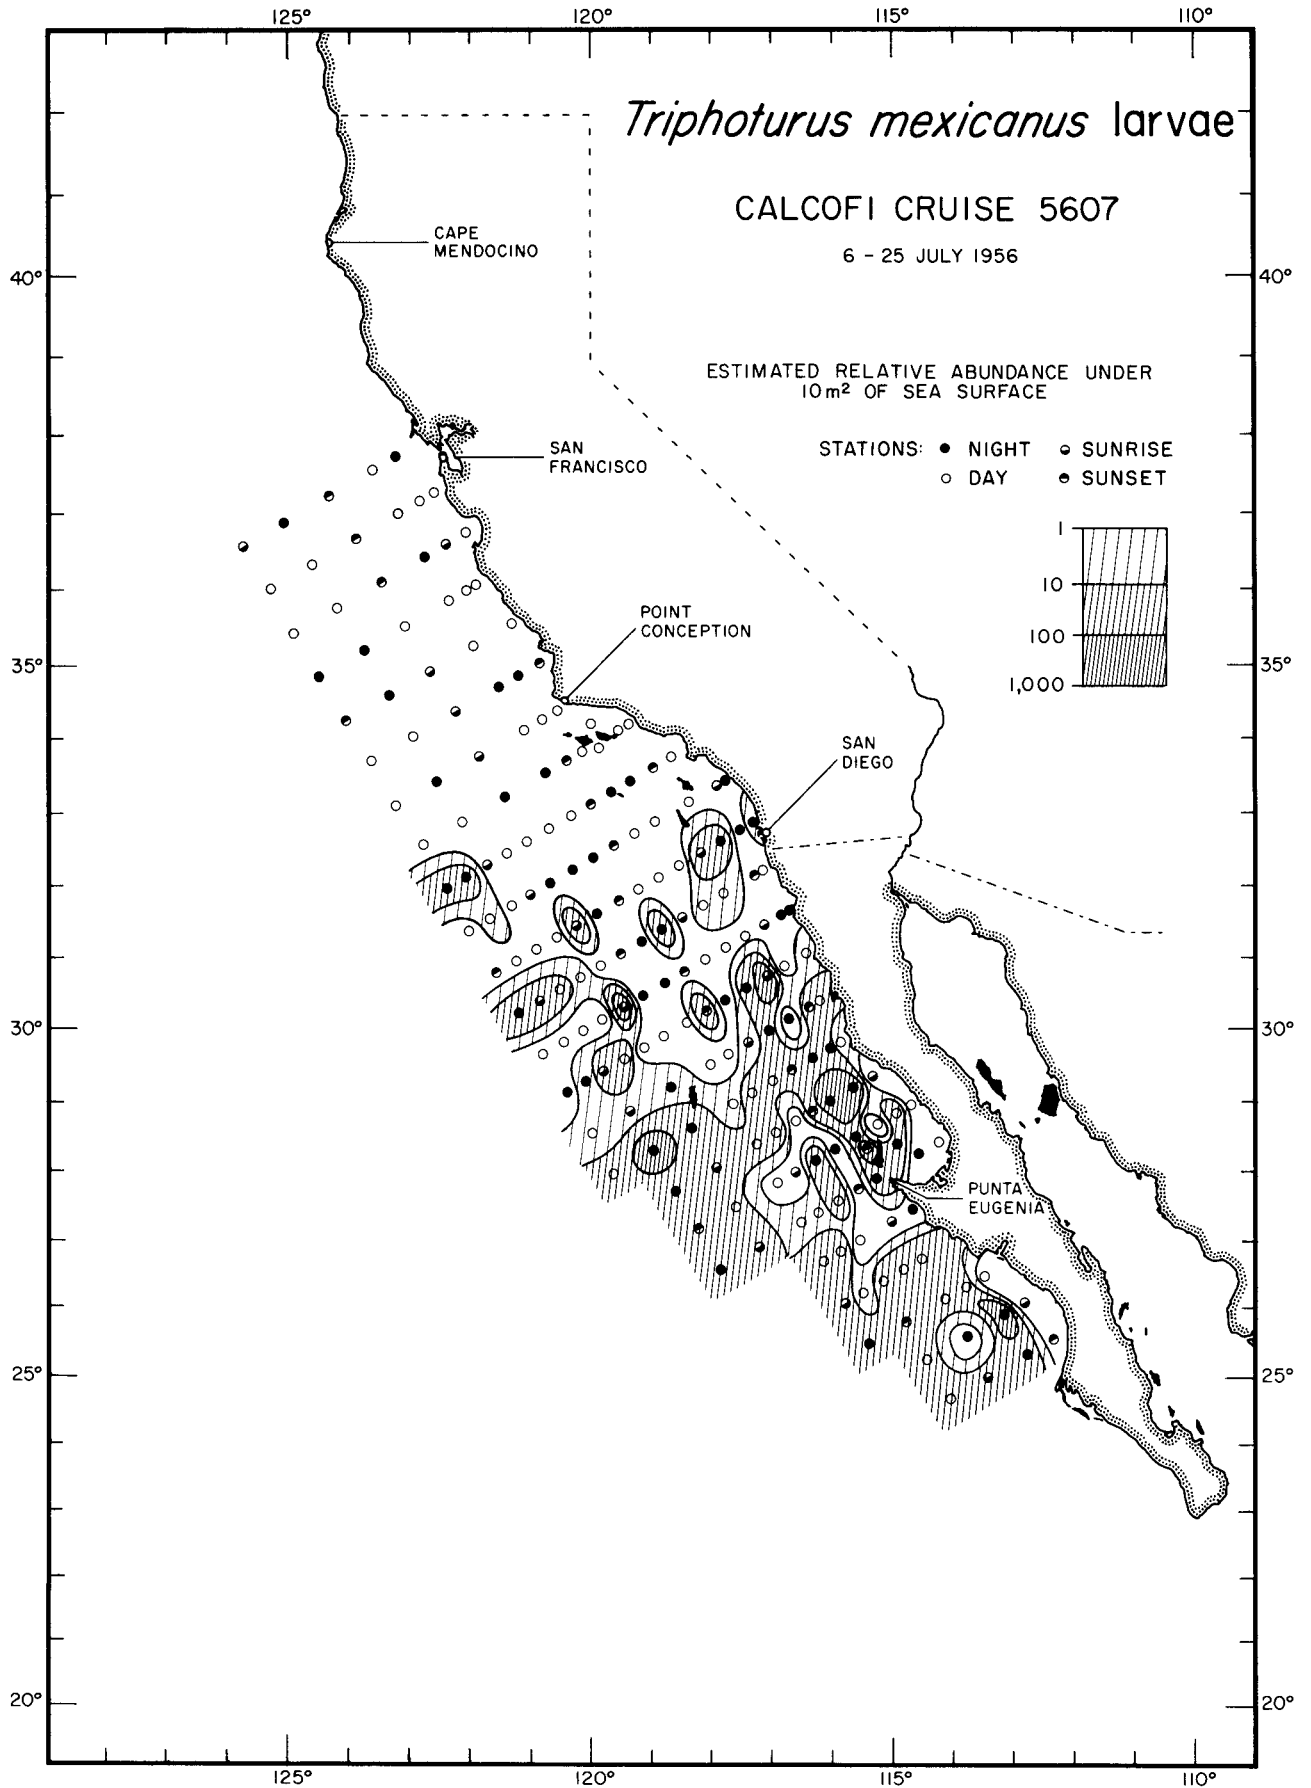 125° 120° 115° 110°
Triphoturus mexicanus larvae
CALCOFI CRUISE 5607
6 - 25 JULY 1956
CAPE
MENDOCINO
40° 40°
ESTIMATED RELATIVE ABUNDANCE UNDER
10m² OF SEA SURFACE
STATIONS: ● NIGHT ◒ SUNRISE
○ DAY ◓ SUNSET
SAN
FRANCISCO
1
10
100
1,000
POINT
CONCEPTION
35° 35°
SAN
DIEGO
30° 30°
PUNTA
EUGENIA
25° 25°
20° 20°
125° 120° 115° 110°